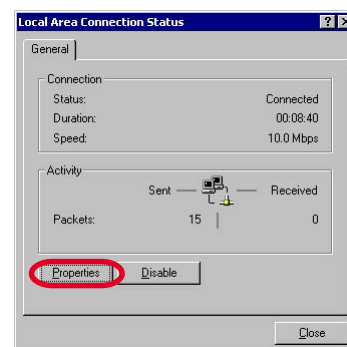 Local Area Connection Status
General
Connection
Status: Connected
Duration: 00:08:40
Speed: 10.0 Mbps
Activity
Sent Received
Packets: 15 0
Properties Disable
Close